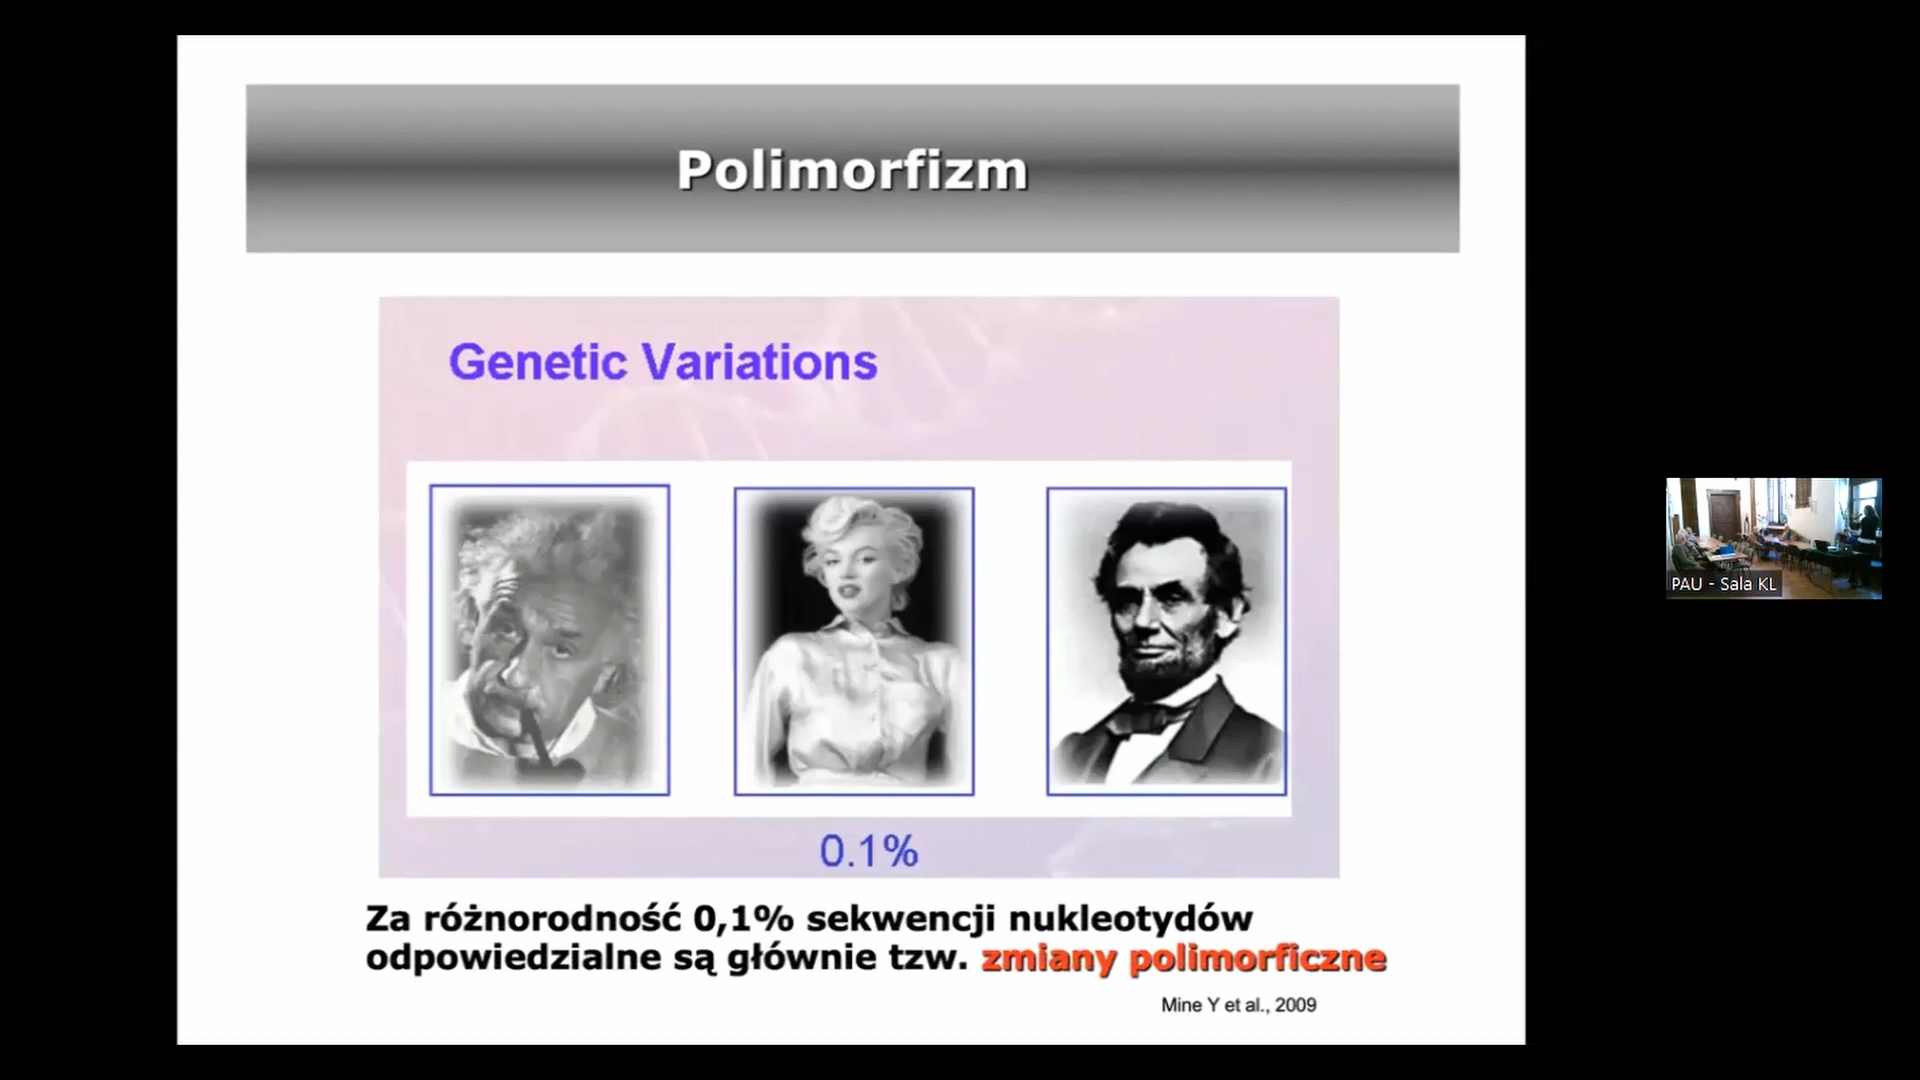 Polimorfizm
Genetic Variations
0.1%
Za różnorodność 0,1% sekwencji nukleotydów
odpowiedzialne są głównie tzw. zmiany polimorficzne
Mine Y et al., 2009
PAU - Sala KL